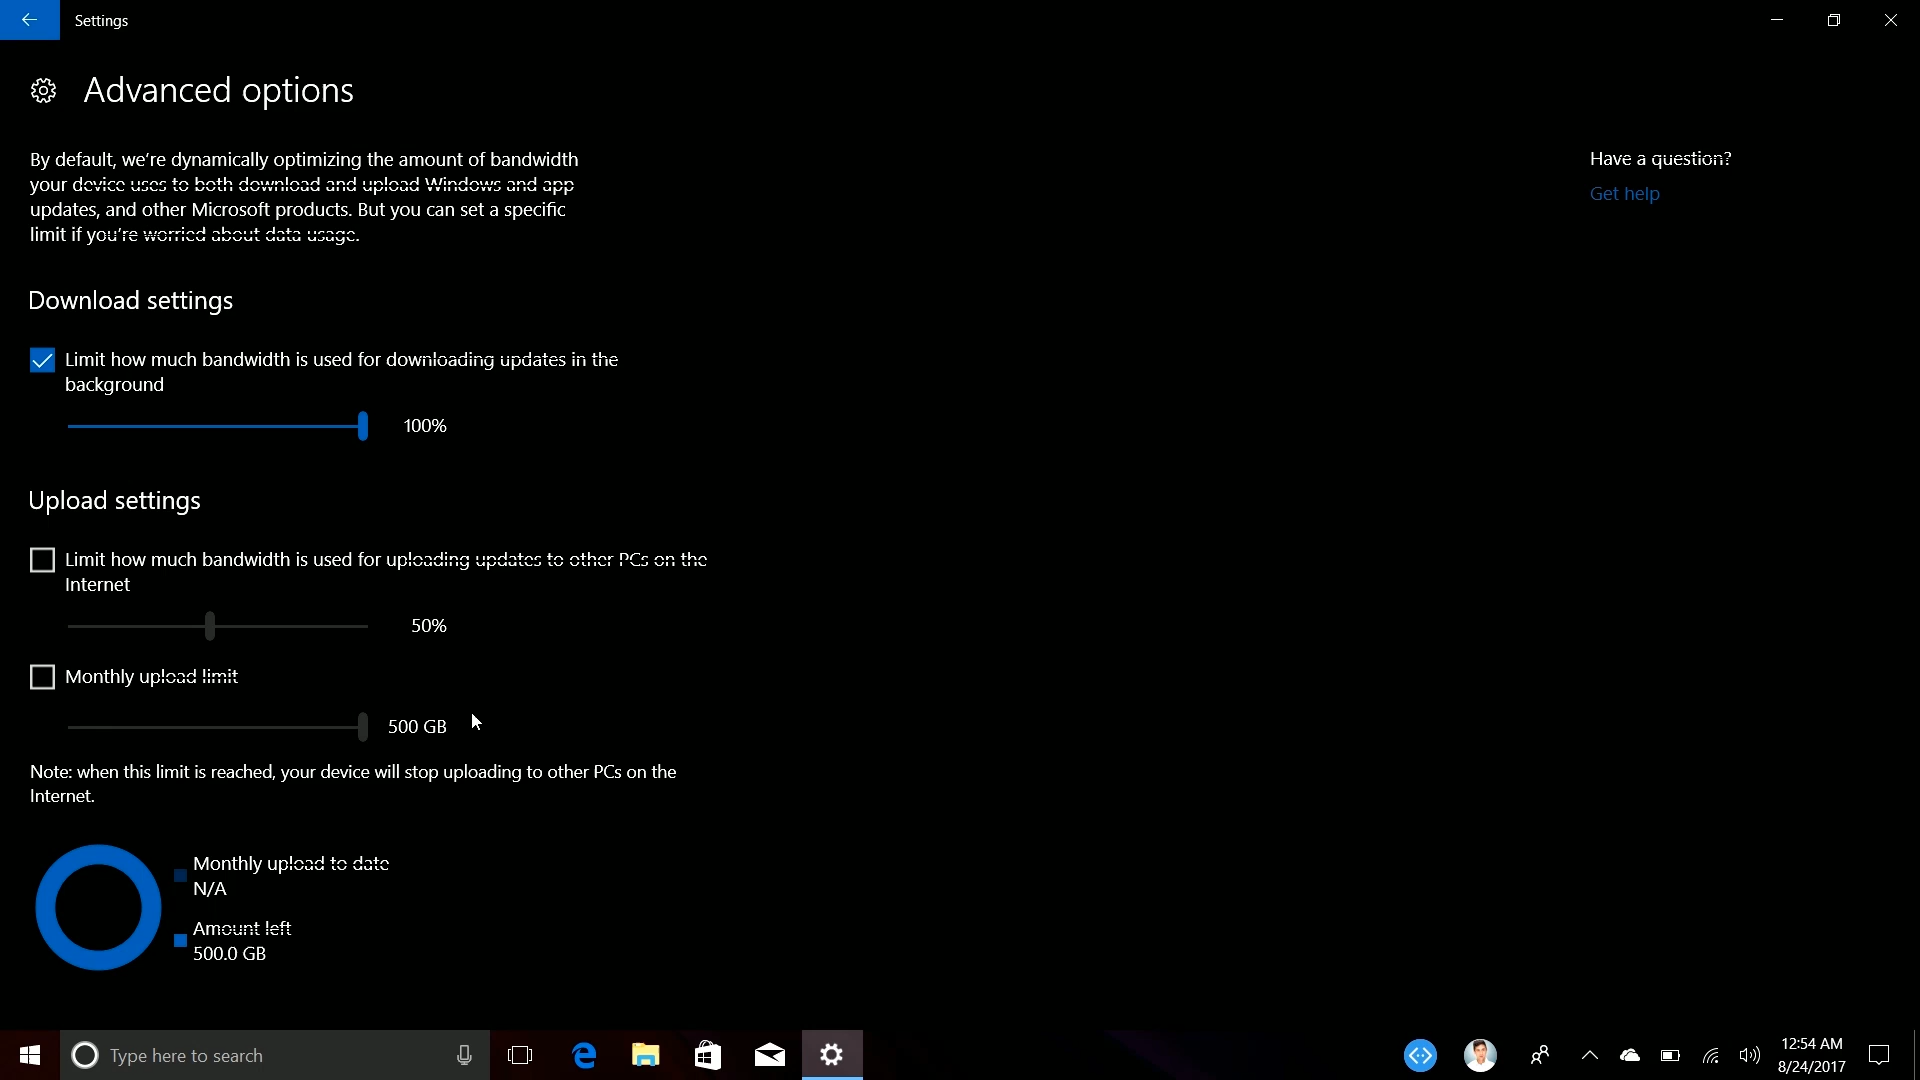 Settings
Advanced options
By default, we're dynamically optimizing the amount of bandwidth
your device uses to both download and upload Windows and app
updates, and other Microsoft products. But you can set a specific
limit if you're worried about data usage.
Have a question?
Get help
Download settings
Limit how much bandwidth is used for downloading updates in the
background
100%
Upload settings
Limit how much bandwidth is used for uploading updates to other PCs on the
Internet
50%
Monthly upload limit
500 GB
Note: when this limit is reached, your device will stop uploading to other PCs on the
Internet.
Monthly upload to date
N/A
Amount left
500.0 GB
Type here to search
12:54 AM
8/24/2017